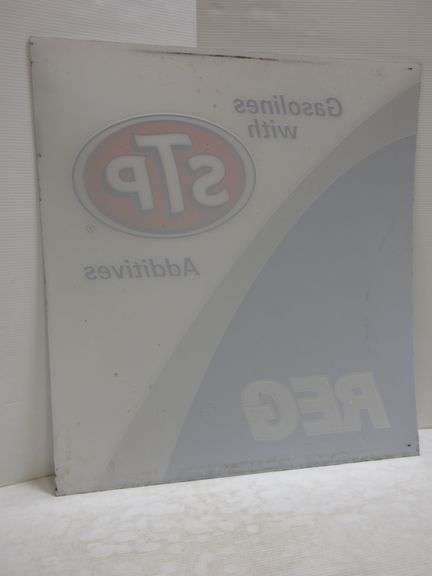 Gasolines
with
STP
®
Additives
REG